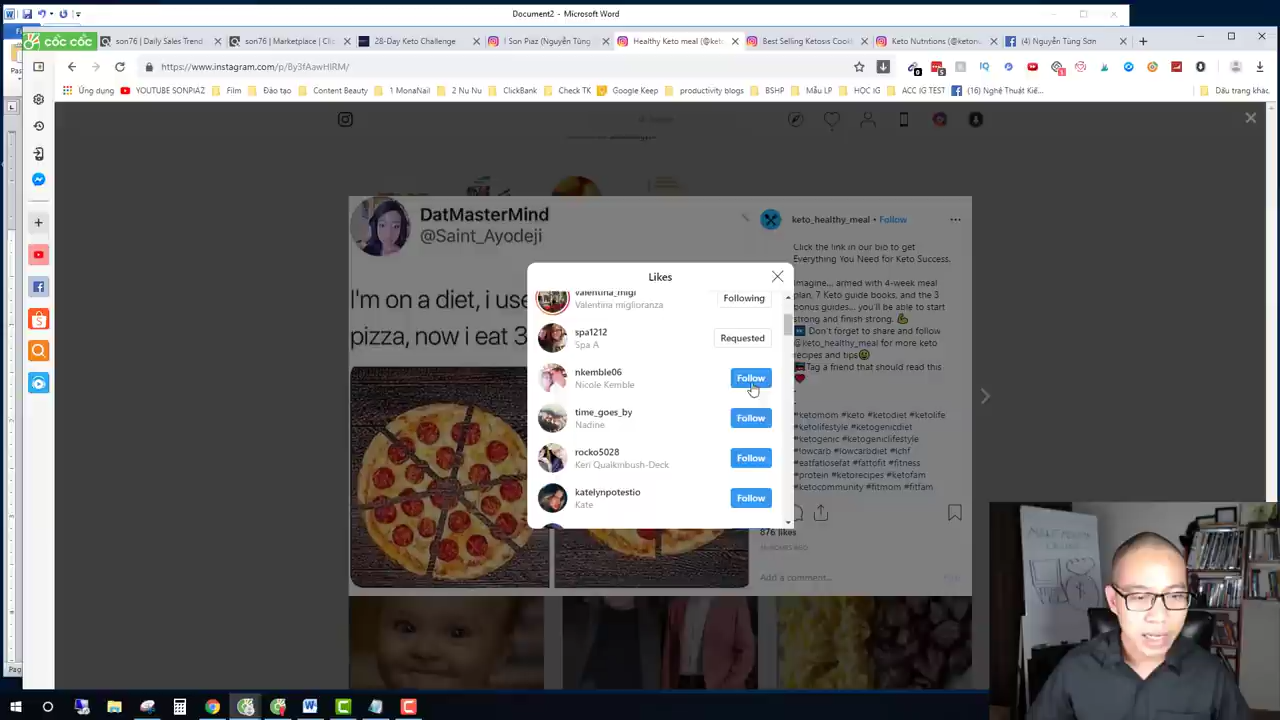 Document2 - Microsoft Word
cốc cốc
son76 | Daily Sales Trend
son76 | Marketplace | Cli
28-Day Keto Challenge
| Son Piaz (Nguyễn Tùng
Healthy Keto meal (@ket
Best Selling Ketosis Cook
Keto Nutritions (@keton
(4) Nguyễn Tùng Sơn
https://www.instagram.com/p/By3fAawHIRM/
Ứng dụng
YOUTUBE SONPIAZ
Film
Đào tạo
Content Beauty
1 MonaNail
2 Nu Nu
ClickBank
Check TK
Google Keep
productivity blogs
BSHP
Mẫu LP
HỌC IG
ACC IG TEST
(16) Nghệ Thuật Kiế...
Dấu trang khác
DatMasterMind
@Saint_Ayodeji
I'm on a diet, i use
pizza, now i eat 3
keto_healthy_meal • Follow
Click the link in our bio to get
Everything You Need for Keto Success.
Imagine... armed with 4-week meal
plan, 7 Keto guide books, and the 3
bonus guides... you'll be able to start
strong and finish strong.
Don't forget to share and follow
@keto_healthy_meal for more keto
recipes and tips
Tag a friend that should read this
#ketomom #keto #ketodiet #ketolife
#ketolifestyle #ketogenicdiet
#ketogenic #ketogeniclifestyle
#lowcarb #lowcarbdiet #lchf
#eatfatlosefat #fattofit #fitness
#protein #ketorecipes #ketofam
#ketocommunity #fitmom #fitfam
876 likes
Add a comment...
Likes
valentina_migi
Valentina miglioranza
Following
spa1212
Spa A
Requested
nkemble06
Nicole Kemble
Follow
time_goes_by
Nadine
Follow
rocko5028
Keri Quaikinbush-Deck
Follow
katelynpotestio
Kate
Follow